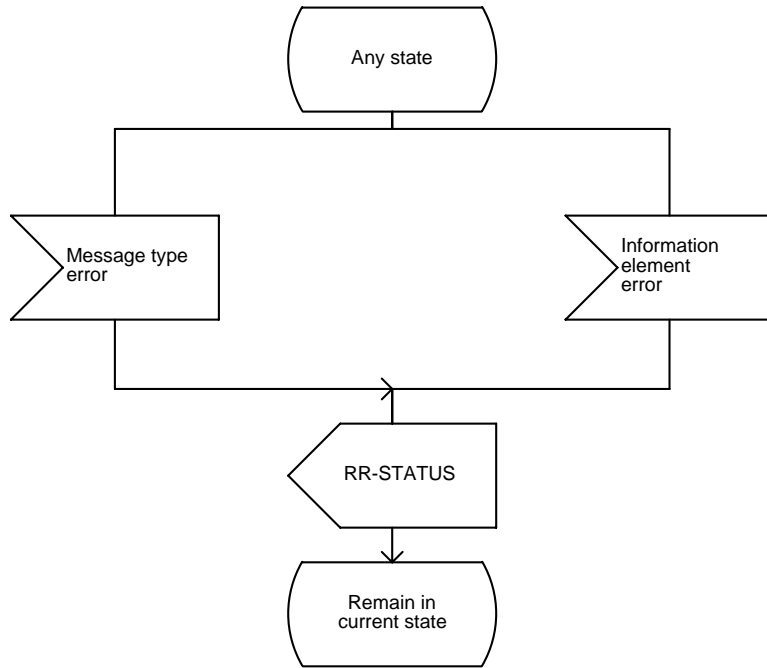 Any state
Message type
error
Information
element
error
RR-STATUS
Remain in
current state